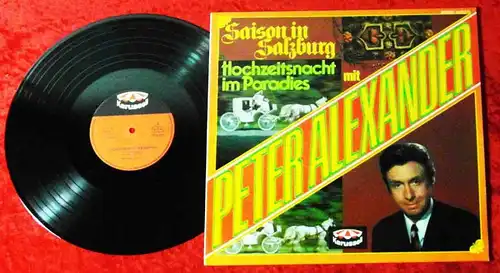 Karussell
Saison in
Salzburg
Hochzeitsnacht
im Paradies
mit
PETER ALEXANDER
Karussell